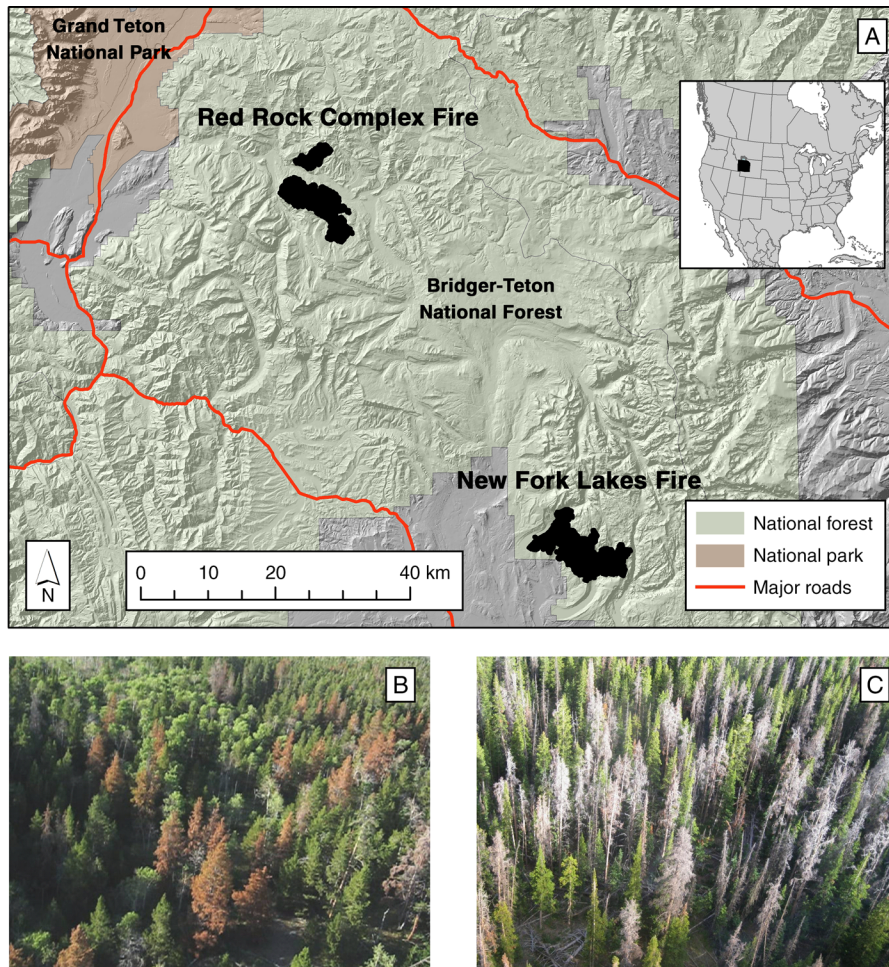 Grand Teton
National Park
A
Red Rock Complex Fire
Bridger-Teton
National Forest
New Fork Lakes Fire
National forest
National park
Major roads
0 10 20 40 km
N
B
C